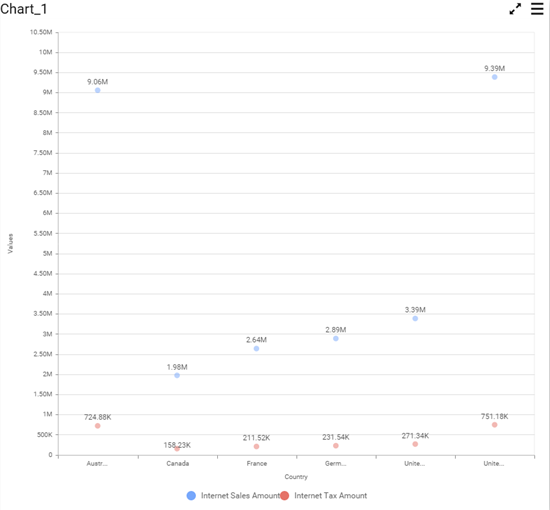 Chart_1
10.50M
10M
9.50M
9M
8.50M
8M
7.50M
7M
6.50M
6M
5.50M
5M
4.50M
4M
3.50M
3M
2.50M
2M
1.50M
1M
500K
0
Values
9.06M
1.98M
2.64M
2.89M
3.39M
9.39M
724.88K
158.23K
211.52K
231.54K
271.34K
751.18K
Austr... Canada France Germ... Unite... Unite...
Country
Internet Sales Amount Internet Tax Amount